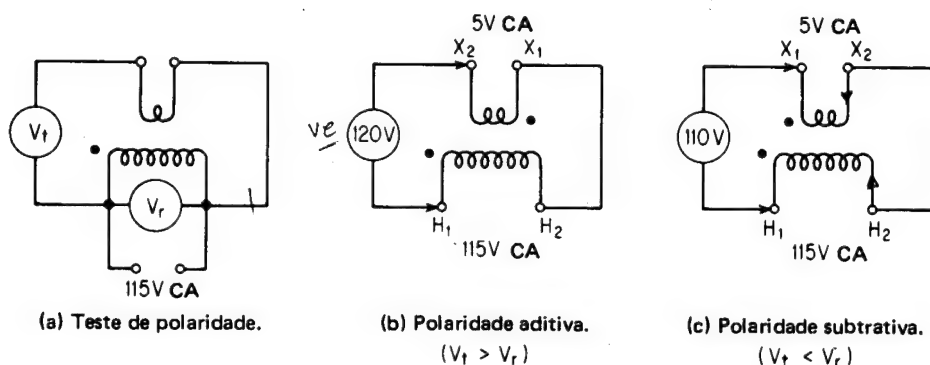 5V CA
5V CA
X2 X1
X1 X2
Vt
ve
120V
110V
Vr
H1 H2
H1 H2
115V CA
115V CA
115V CA
(a) Teste de polaridade.
(b) Polaridade aditiva.
(c) Polaridade subtrativa.
(Vt > Vr)
(Vt < Vr)